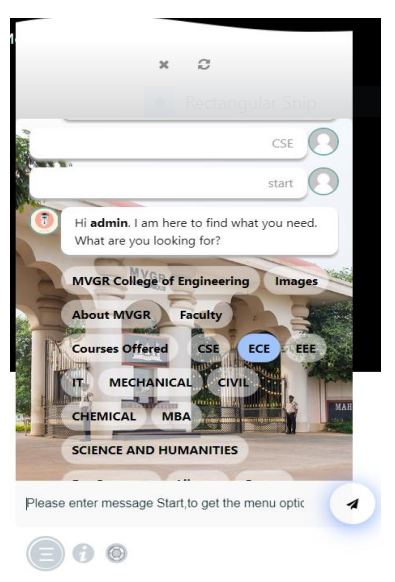 Rectangular Snip
CSE
start
Hi admin. I am here to find what you need.
What are you looking for?
MVGR
MVGR College of Engineering Images
About MVGR Faculty
Courses Offered CSE ECE EEE
IT MECHANICAL CIVIL
CHEMICAL MBA
MAH
SCIENCE AND HUMANITIES
Please enter message Start,to get the menu optic